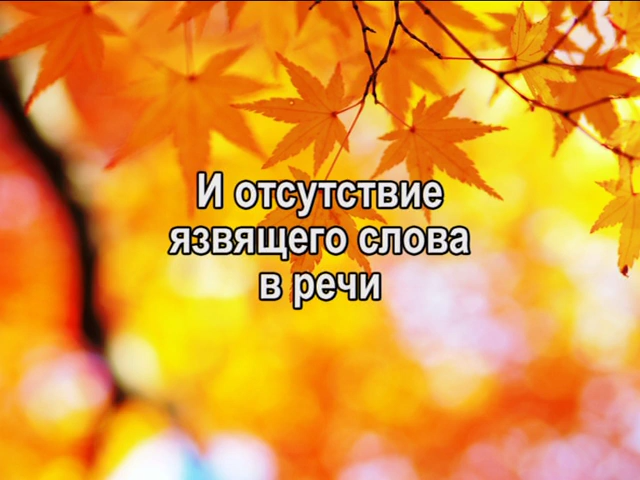 И отсутствие
язвящего слова
в речи